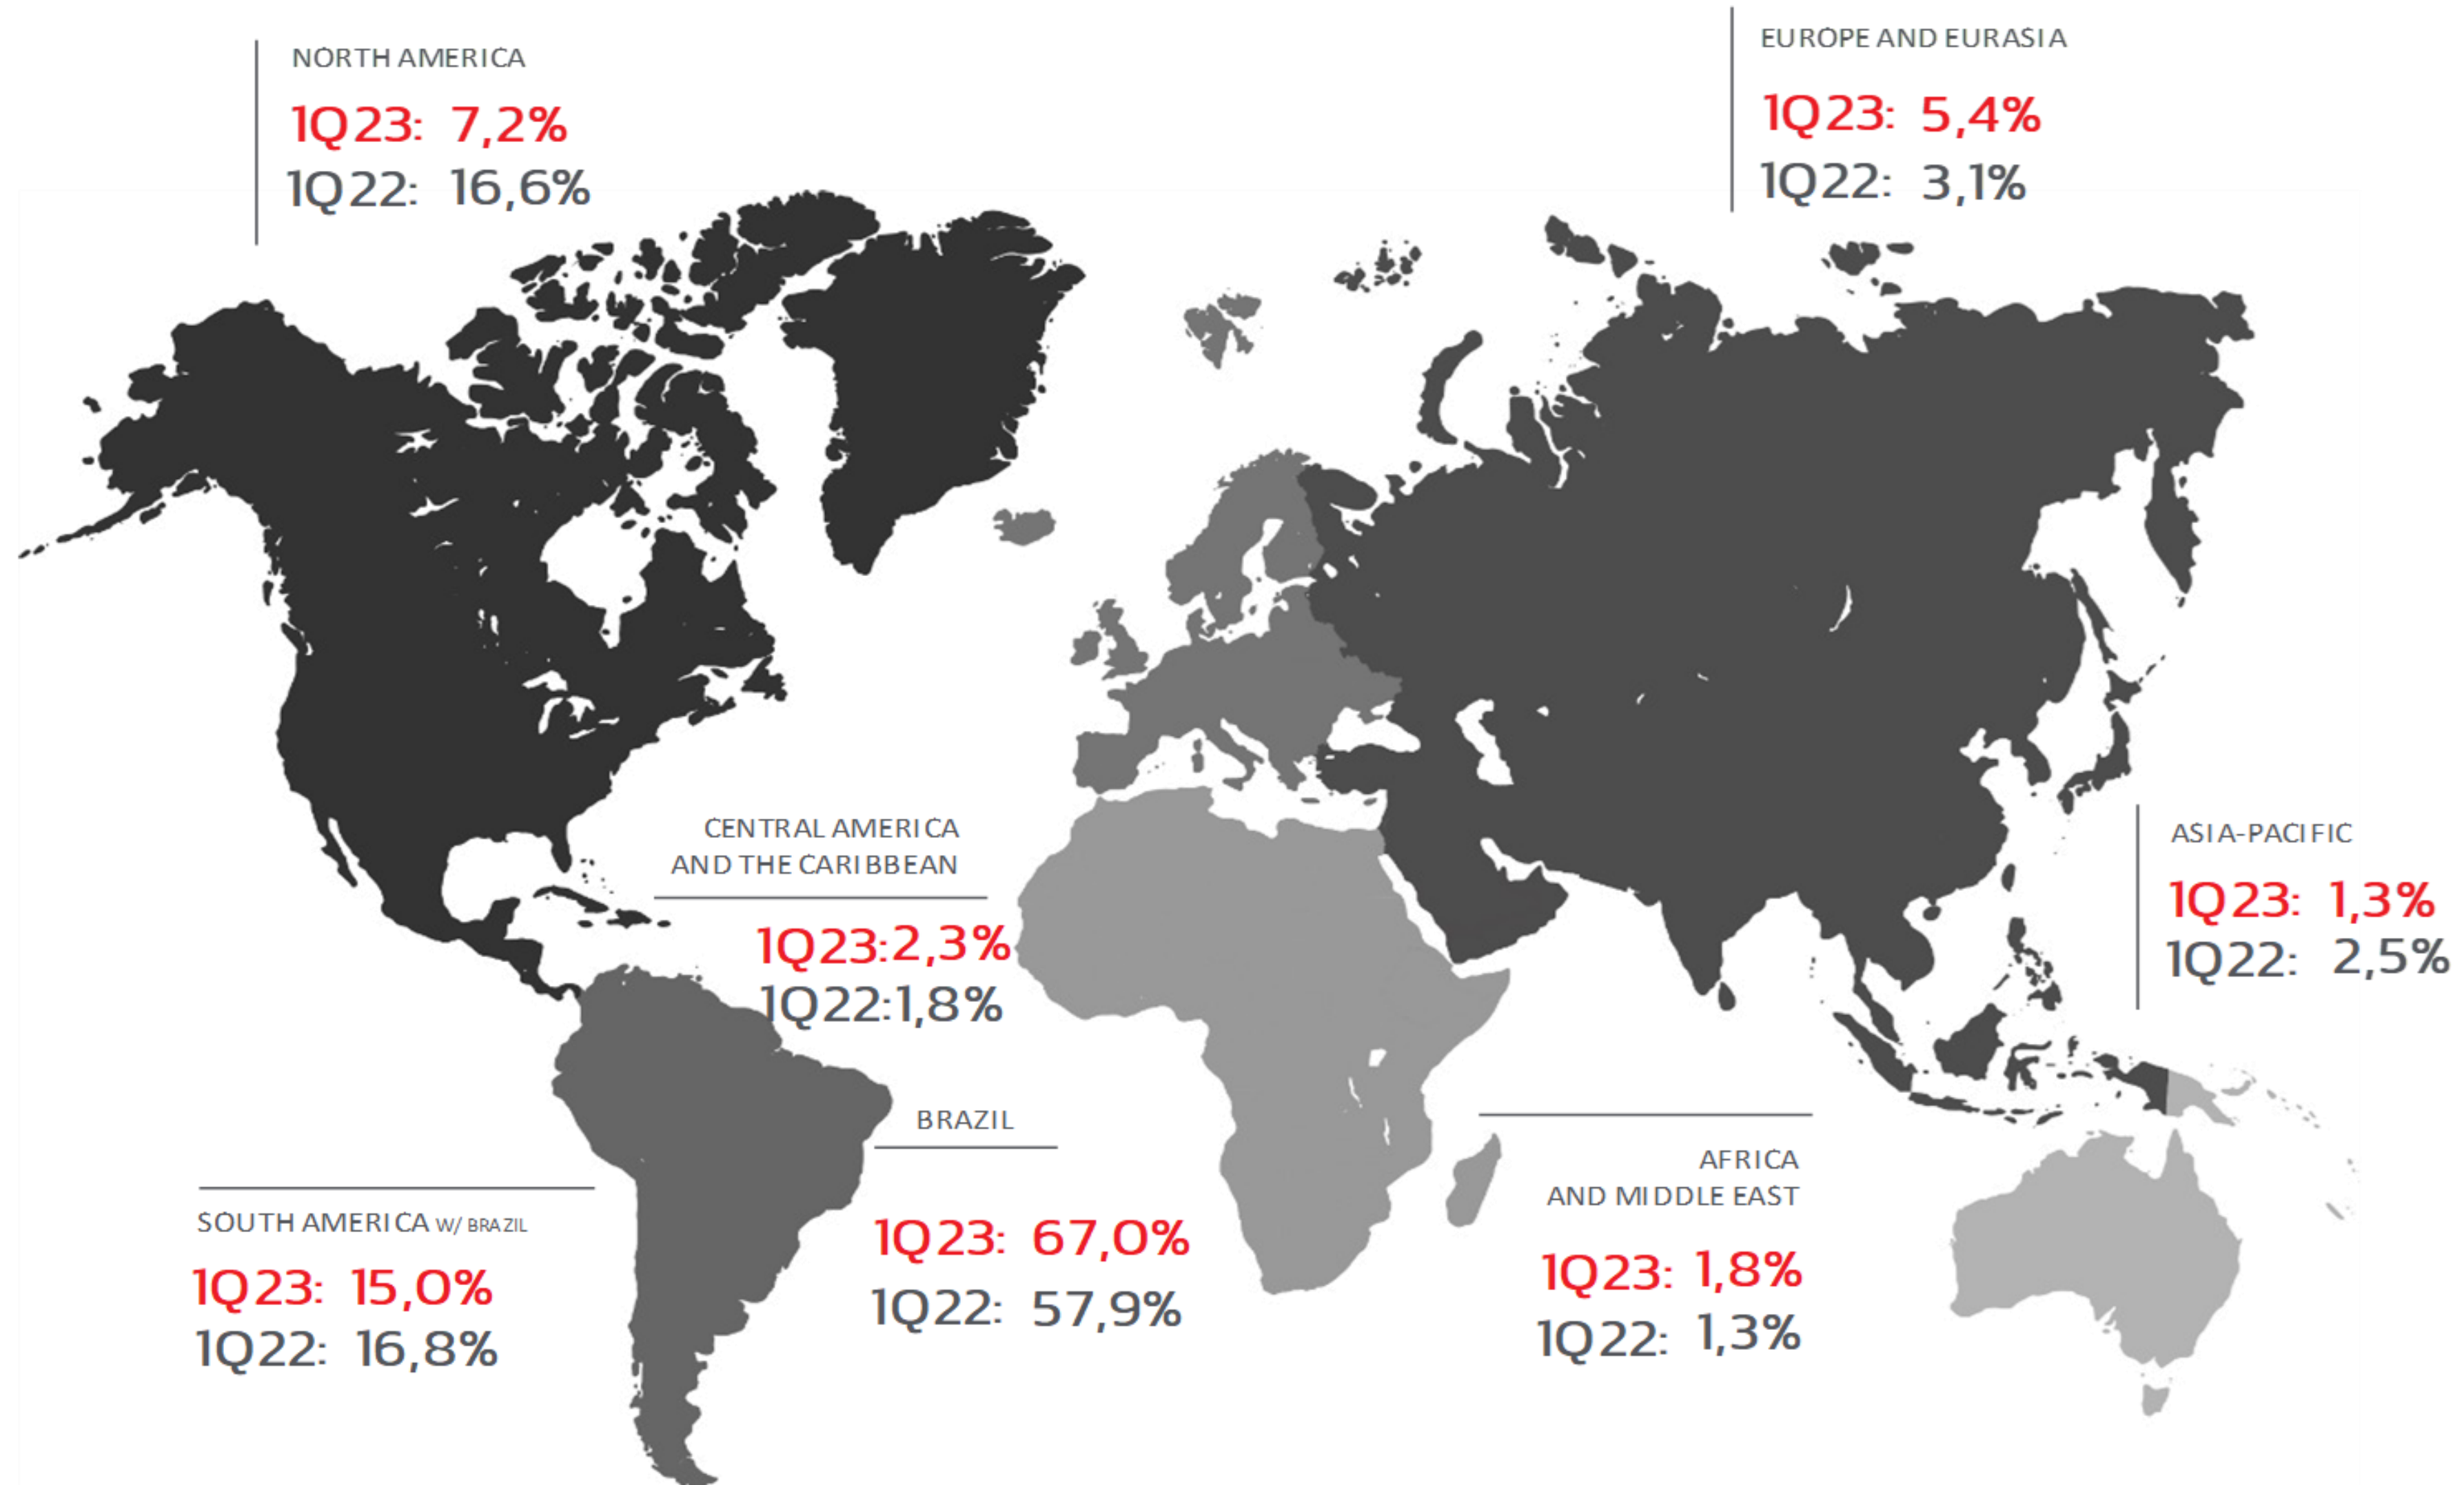 NORTH AMERICA
1Q23: 7,2%
1Q22: 16,6%
EUROPE AND EURASIA
1Q23: 5,4%
1Q22: 3,1%
CENTRAL AMERICA
AND THE CARIBBEAN
1Q23:2,3%
1Q22:1,8%
ASIA-PACIFIC
1Q23: 1,3%
1Q22: 2,5%
BRAZIL
1Q23: 67,0%
1Q22: 57,9%
AFRICA
AND MIDDLE EAST
1Q23: 1,8%
1Q22: 1,3%
SOUTH AMERICA W/ BRAZIL
1Q23: 15,0%
1Q22: 16,8%